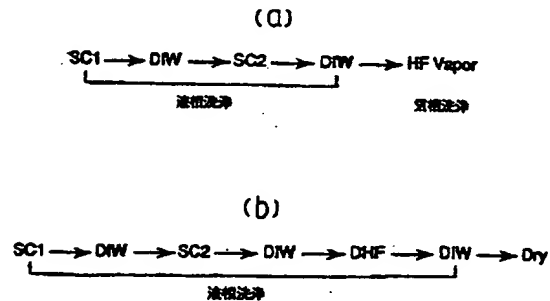 (a)
SC1 → DIW → SC2 → DIW → HF Vapor
液相洗浄 気相洗浄
(b)
SC1 → DIW → SC2 → DIW → DHF → DIW → Dry
液相洗浄